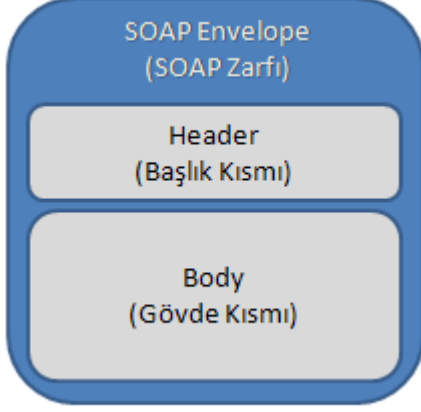 SOAP Envelope
(SOAP Zarfı)
Header
(Başlık Kısmı)
Body
(Gövde Kısmı)